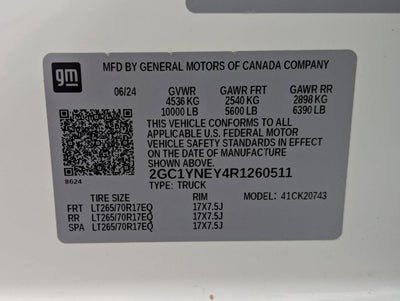 gm
MFD BY GENERAL MOTORS OF CANADA COMPANY
06/24 GVWR GAWR FRT GAWR RR
4536 KG 2540 KG 2898 KG
10000 LB 5600 LB 6390 LB
THIS VEHICLE CONFORMS TO ALL
APPLICABLE U.S. FEDERAL MOTOR
VEHICLE SAFETY STANDARDS IN EFFECT
ON THE DATE OF MANUFACTURE
SHOWN ABOVE.
2GC1YNEY4R1260511
B624
TYPE: TRUCK
MODEL: 41CK20743
TIRE SIZE RIM
FRT LT265/70R17EQ 17X7.5J
RR LT265/70R17EQ 17X7.5J
SPA LT265/70R17EQ 17X7.5J